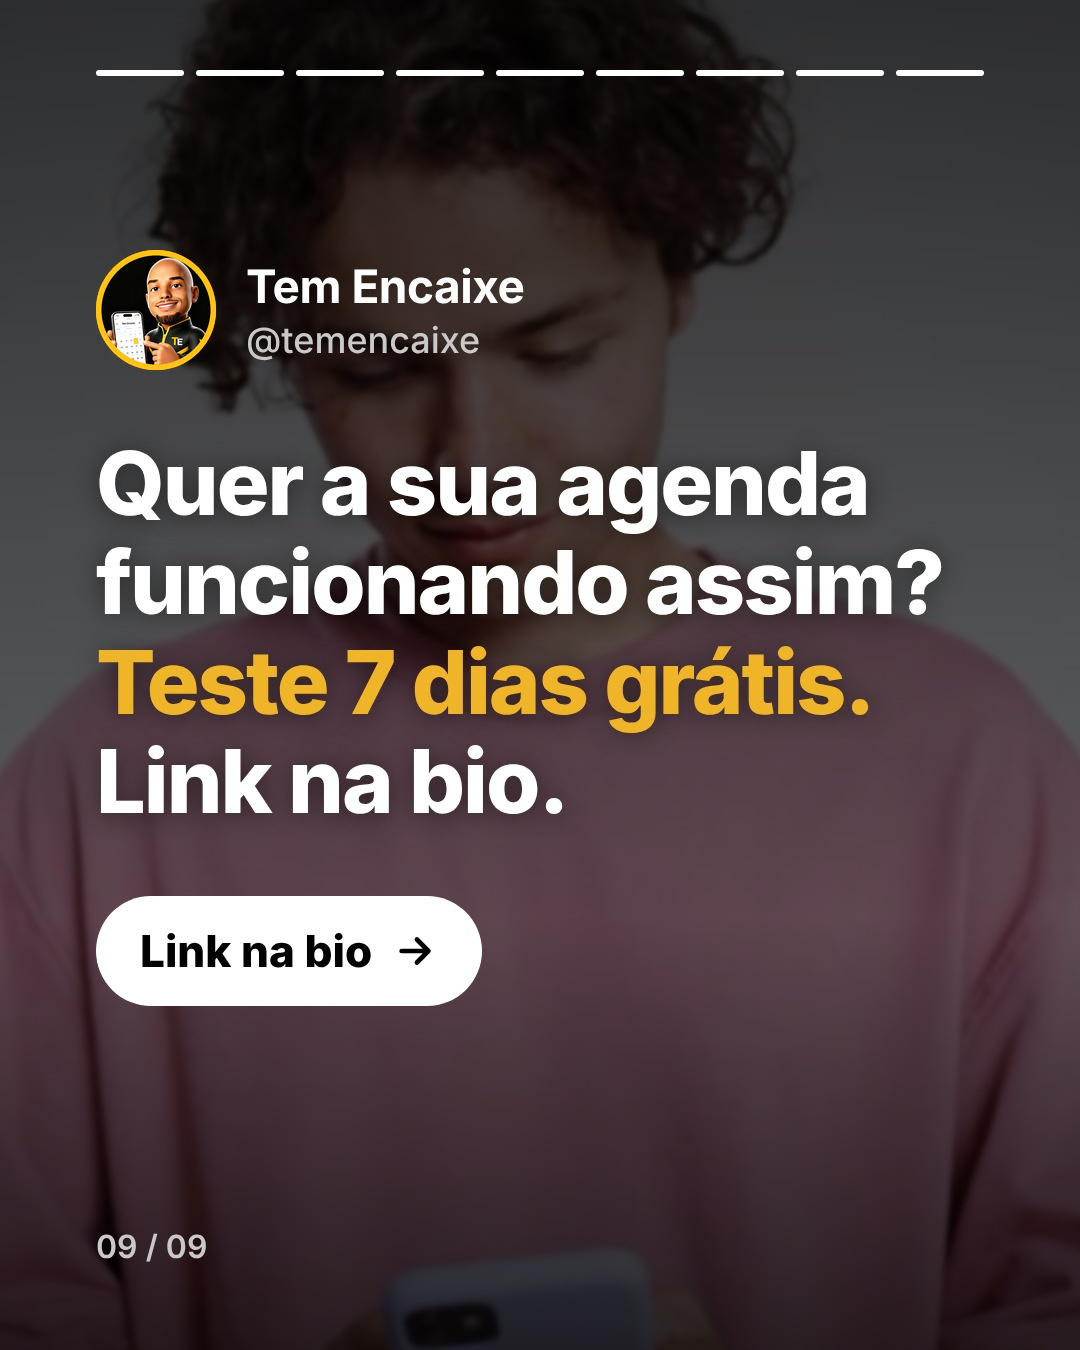 Tem Encaixe
@temencaixe
Quer a sua agenda
funcionando assim?
Teste 7 dias grátis.
Link na bio.
Link na bio →
09 / 09